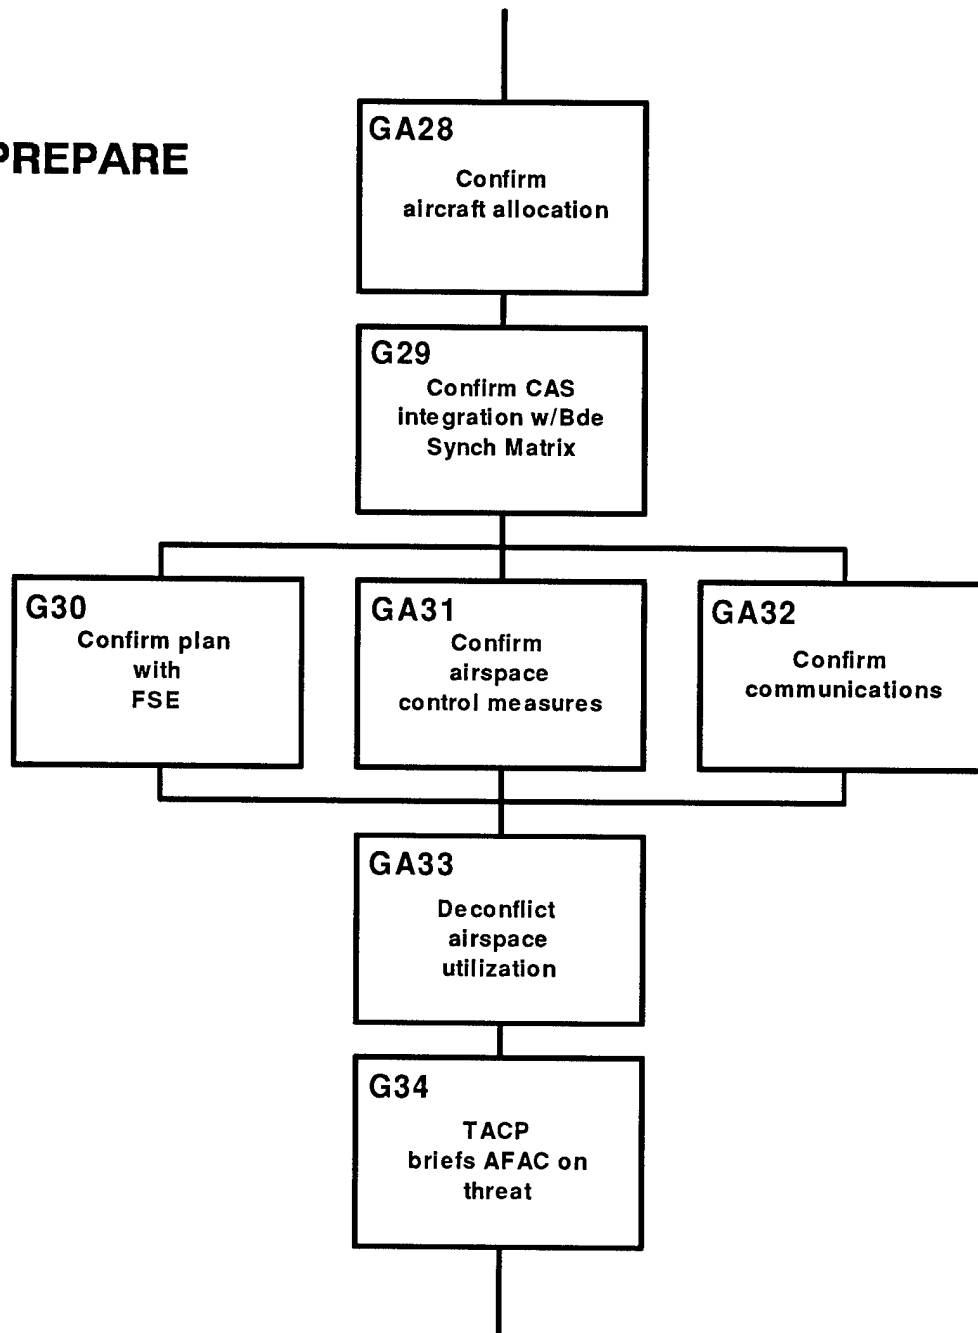 PREPARE
GA28
Confirm
aircraft allocation
G29
Confirm CAS
integration w/Bde
Synch Matrix
G30
Confirm plan
with
FSE
GA31
Confirm
airspace
control measures
GA32
Confirm
communications
GA33
Deconflict
airspace
utilization
G34
TACP
briefs AFAC on
threat